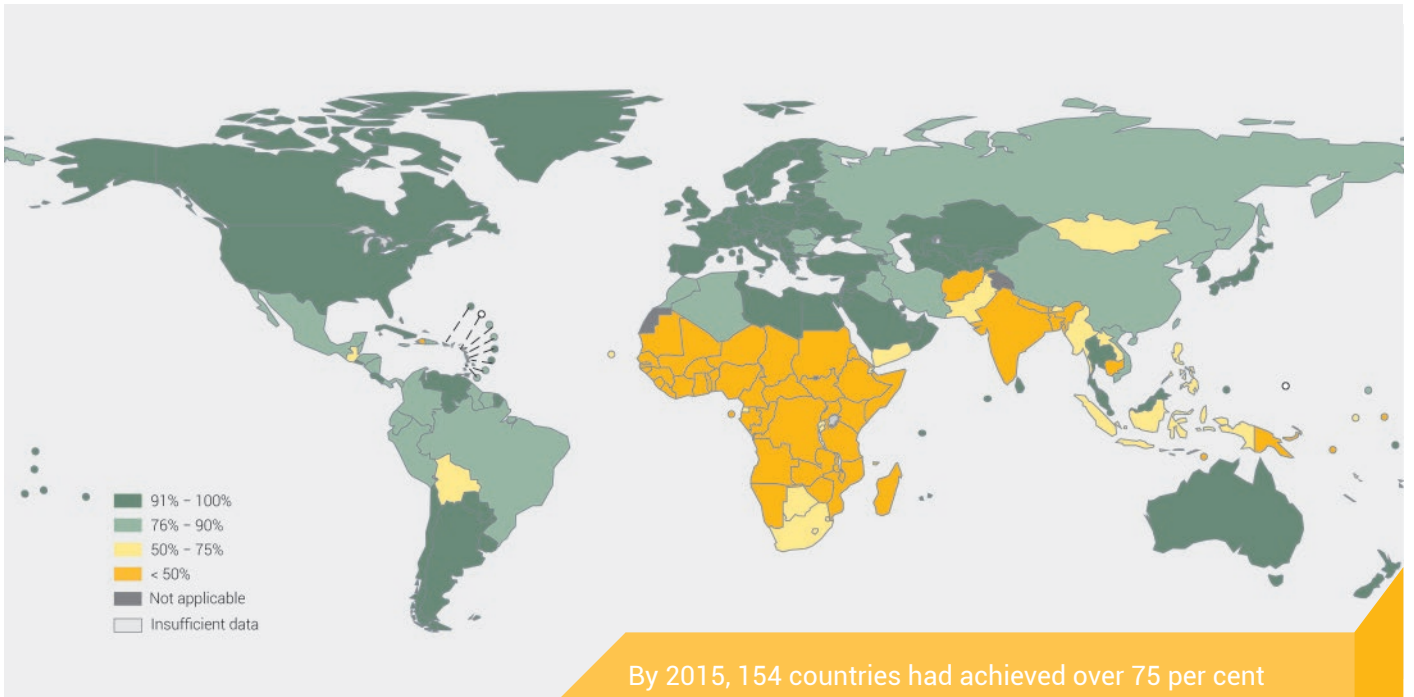 91% – 100%
76% – 90%
50% – 75%
< 50%
Not applicable
Insufficient data
By 2015, 154 countries had achieved over 75 per cent